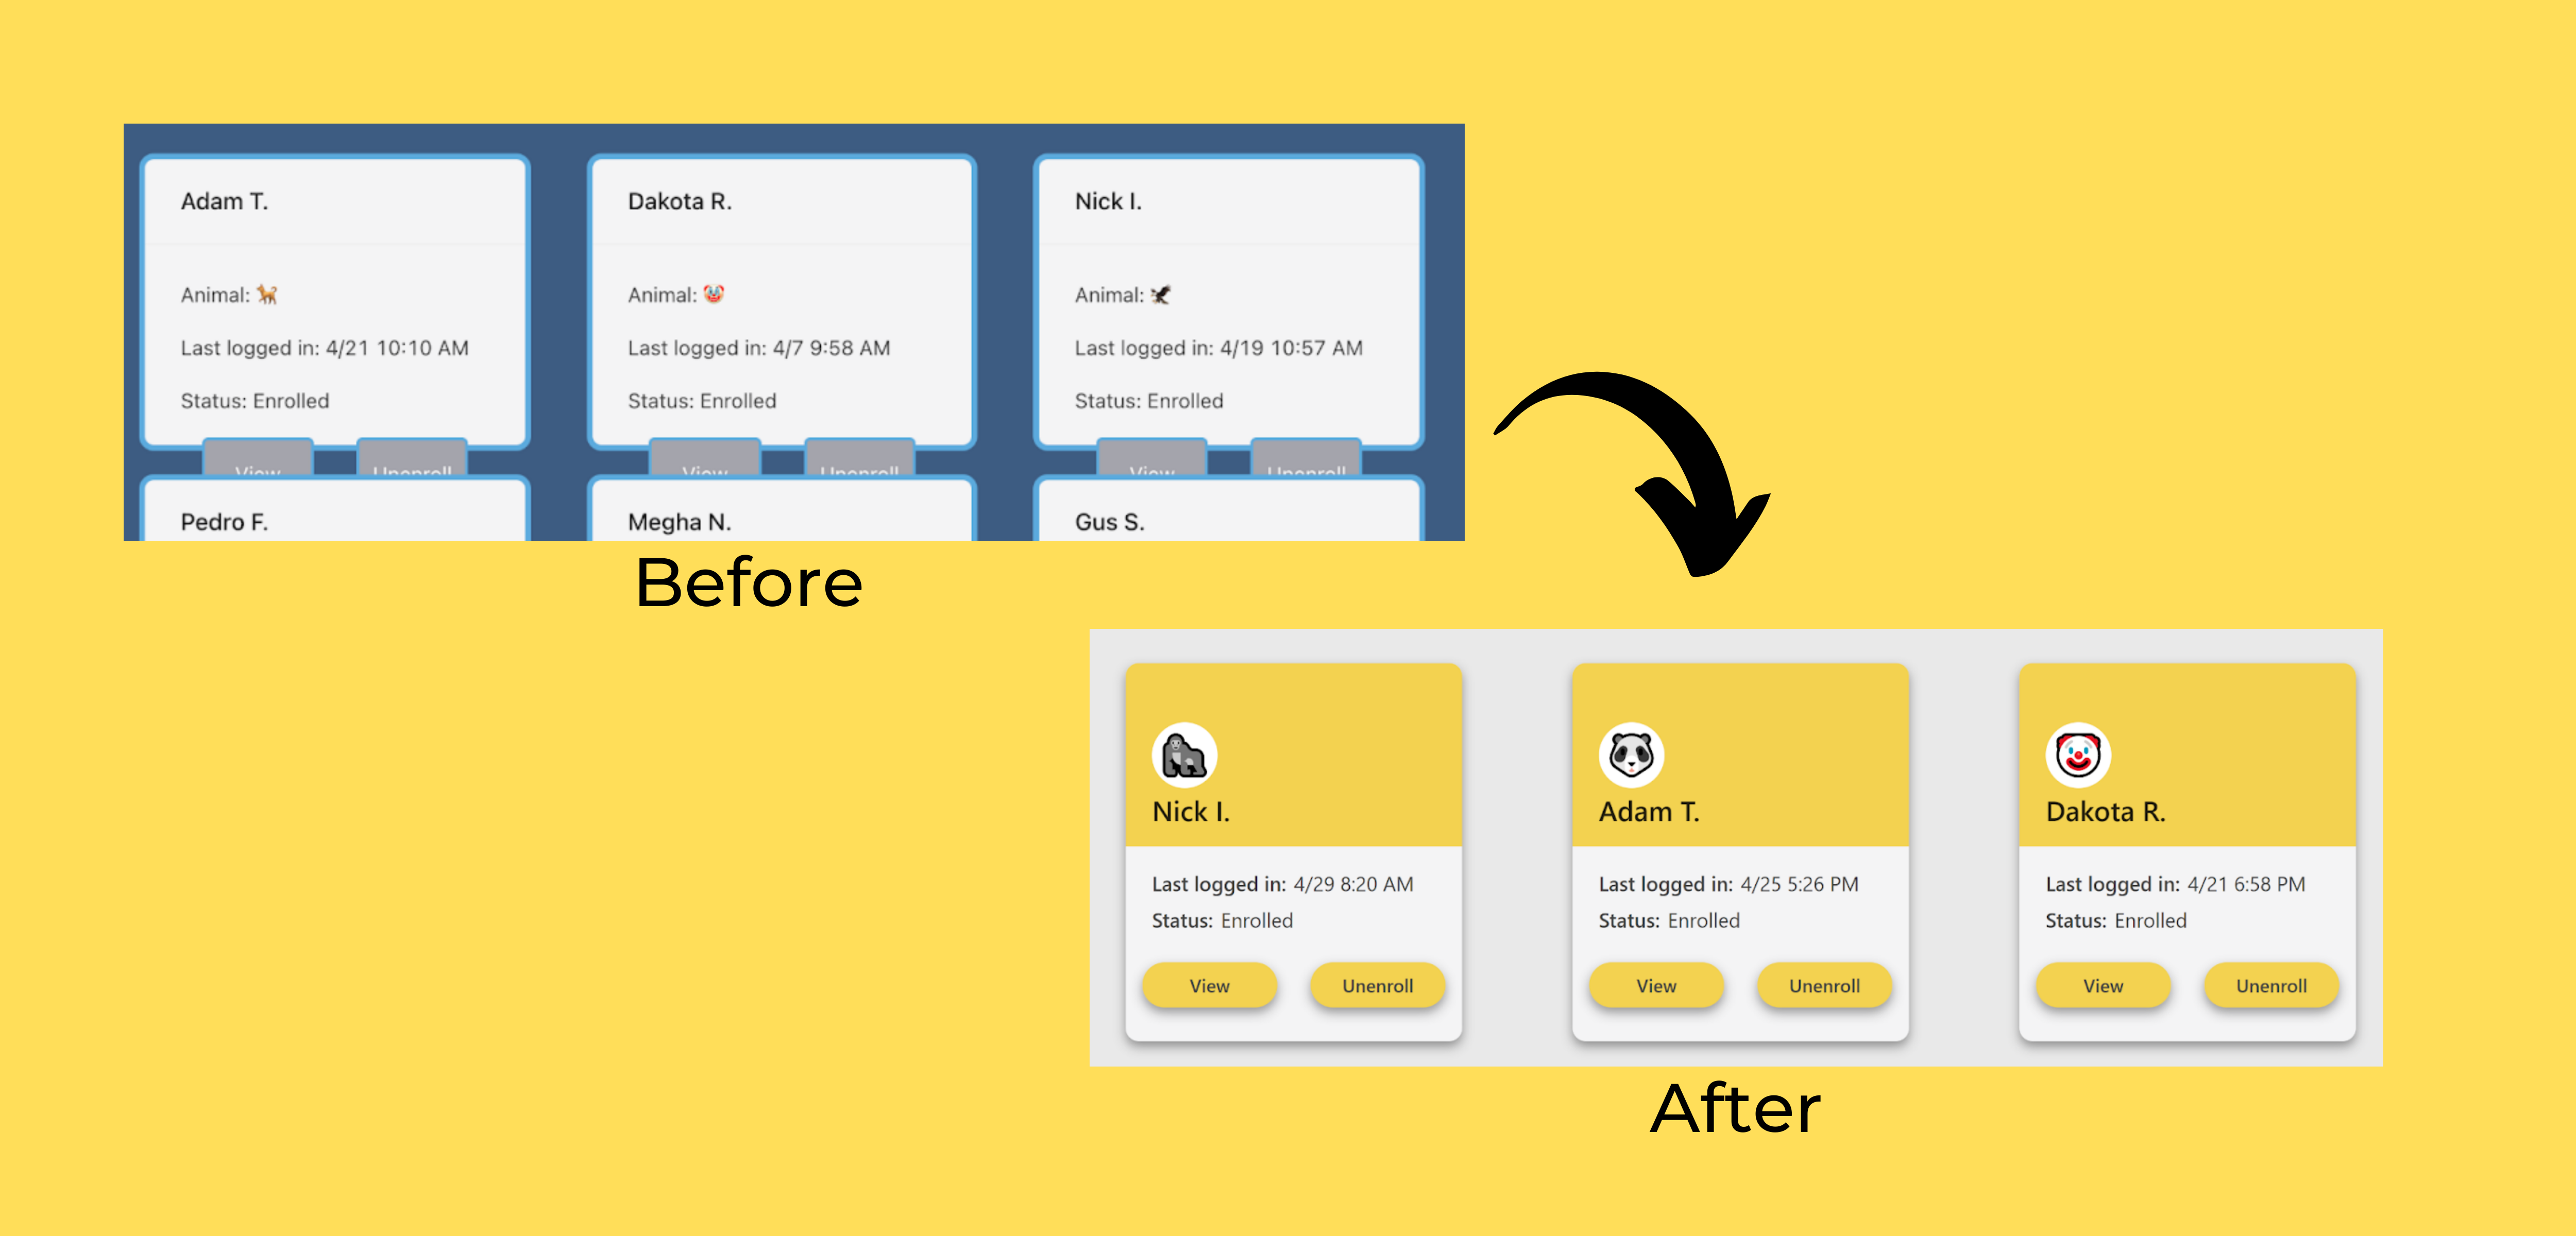 Adam T.
Dakota R.
Nick I.
Animal:
Animal:
Animal:
Last logged in: 4/21 10:10 AM
Last logged in: 4/7 9:58 AM
Last logged in: 4/19 10:57 AM
Status: Enrolled
Status: Enrolled
Status: Enrolled
View
Unenroll
View
Unenroll
View
Unenroll
Pedro F.
Megha N.
Gus S.
Before
Nick I.
Adam T.
Dakota R.
Last logged in: 4/29 8:20 AM
Last logged in: 4/25 5:26 PM
Last logged in: 4/21 6:58 PM
Status: Enrolled
Status: Enrolled
Status: Enrolled
View
Unenroll
View
Unenroll
View
Unenroll
After